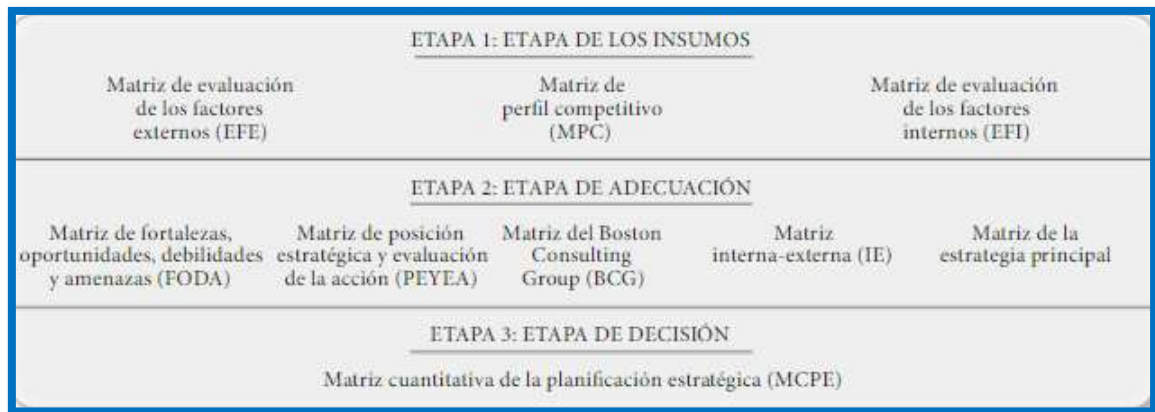 ETAPA 1: ETAPA DE LOS INSUMOS
Matriz de evaluación
de los factores
externos (EFE)
Matriz de
perfil competitivo
(MPC)
Matriz de evaluación
de los factores
internos (EFI)
ETAPA 2: ETAPA DE ADECUACIÓN
Matriz de fortalezas,
oportunidades, debilidades
y amenazas (FODA)
Matriz de posición
estratégica y evaluación
de la acción (PEYEA)
Matriz del Boston
Consulting
Group (BCG)
Matriz
interna-externa (IE)
Matriz de la
estrategia principal
ETAPA 3: ETAPA DE DECISIÓN
Matriz cuantitativa de la planificación estratégica (MCPE)